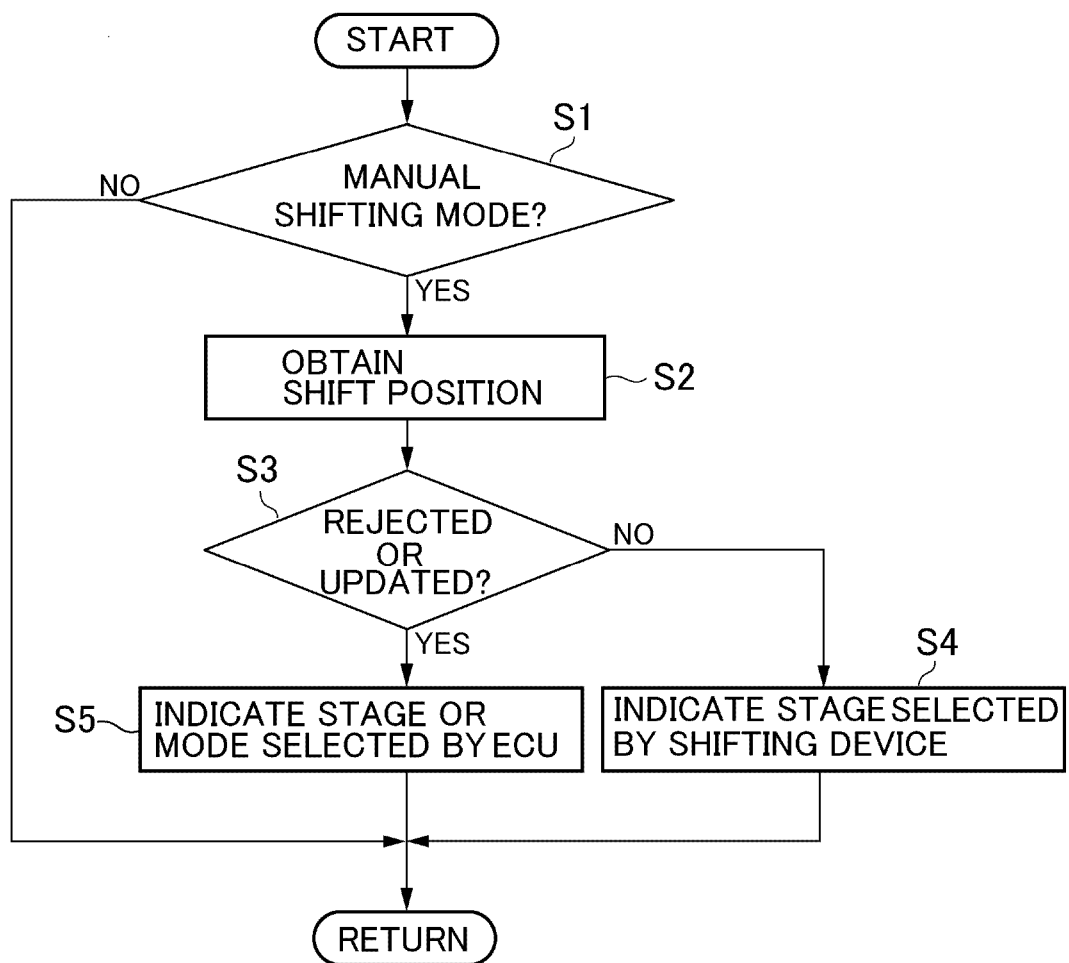 START
S1
MANUAL
SHIFTING MODE?
NO
YES
OBTAIN
SHIFT POSITION
S2
S3
REJECTED
OR
UPDATED?
NO
YES
S4
S5
INDICATE STAGE OR
MODE SELECTED BY ECU
INDICATE STAGE SELECTED
BY SHIFTING DEVICE
RETURN